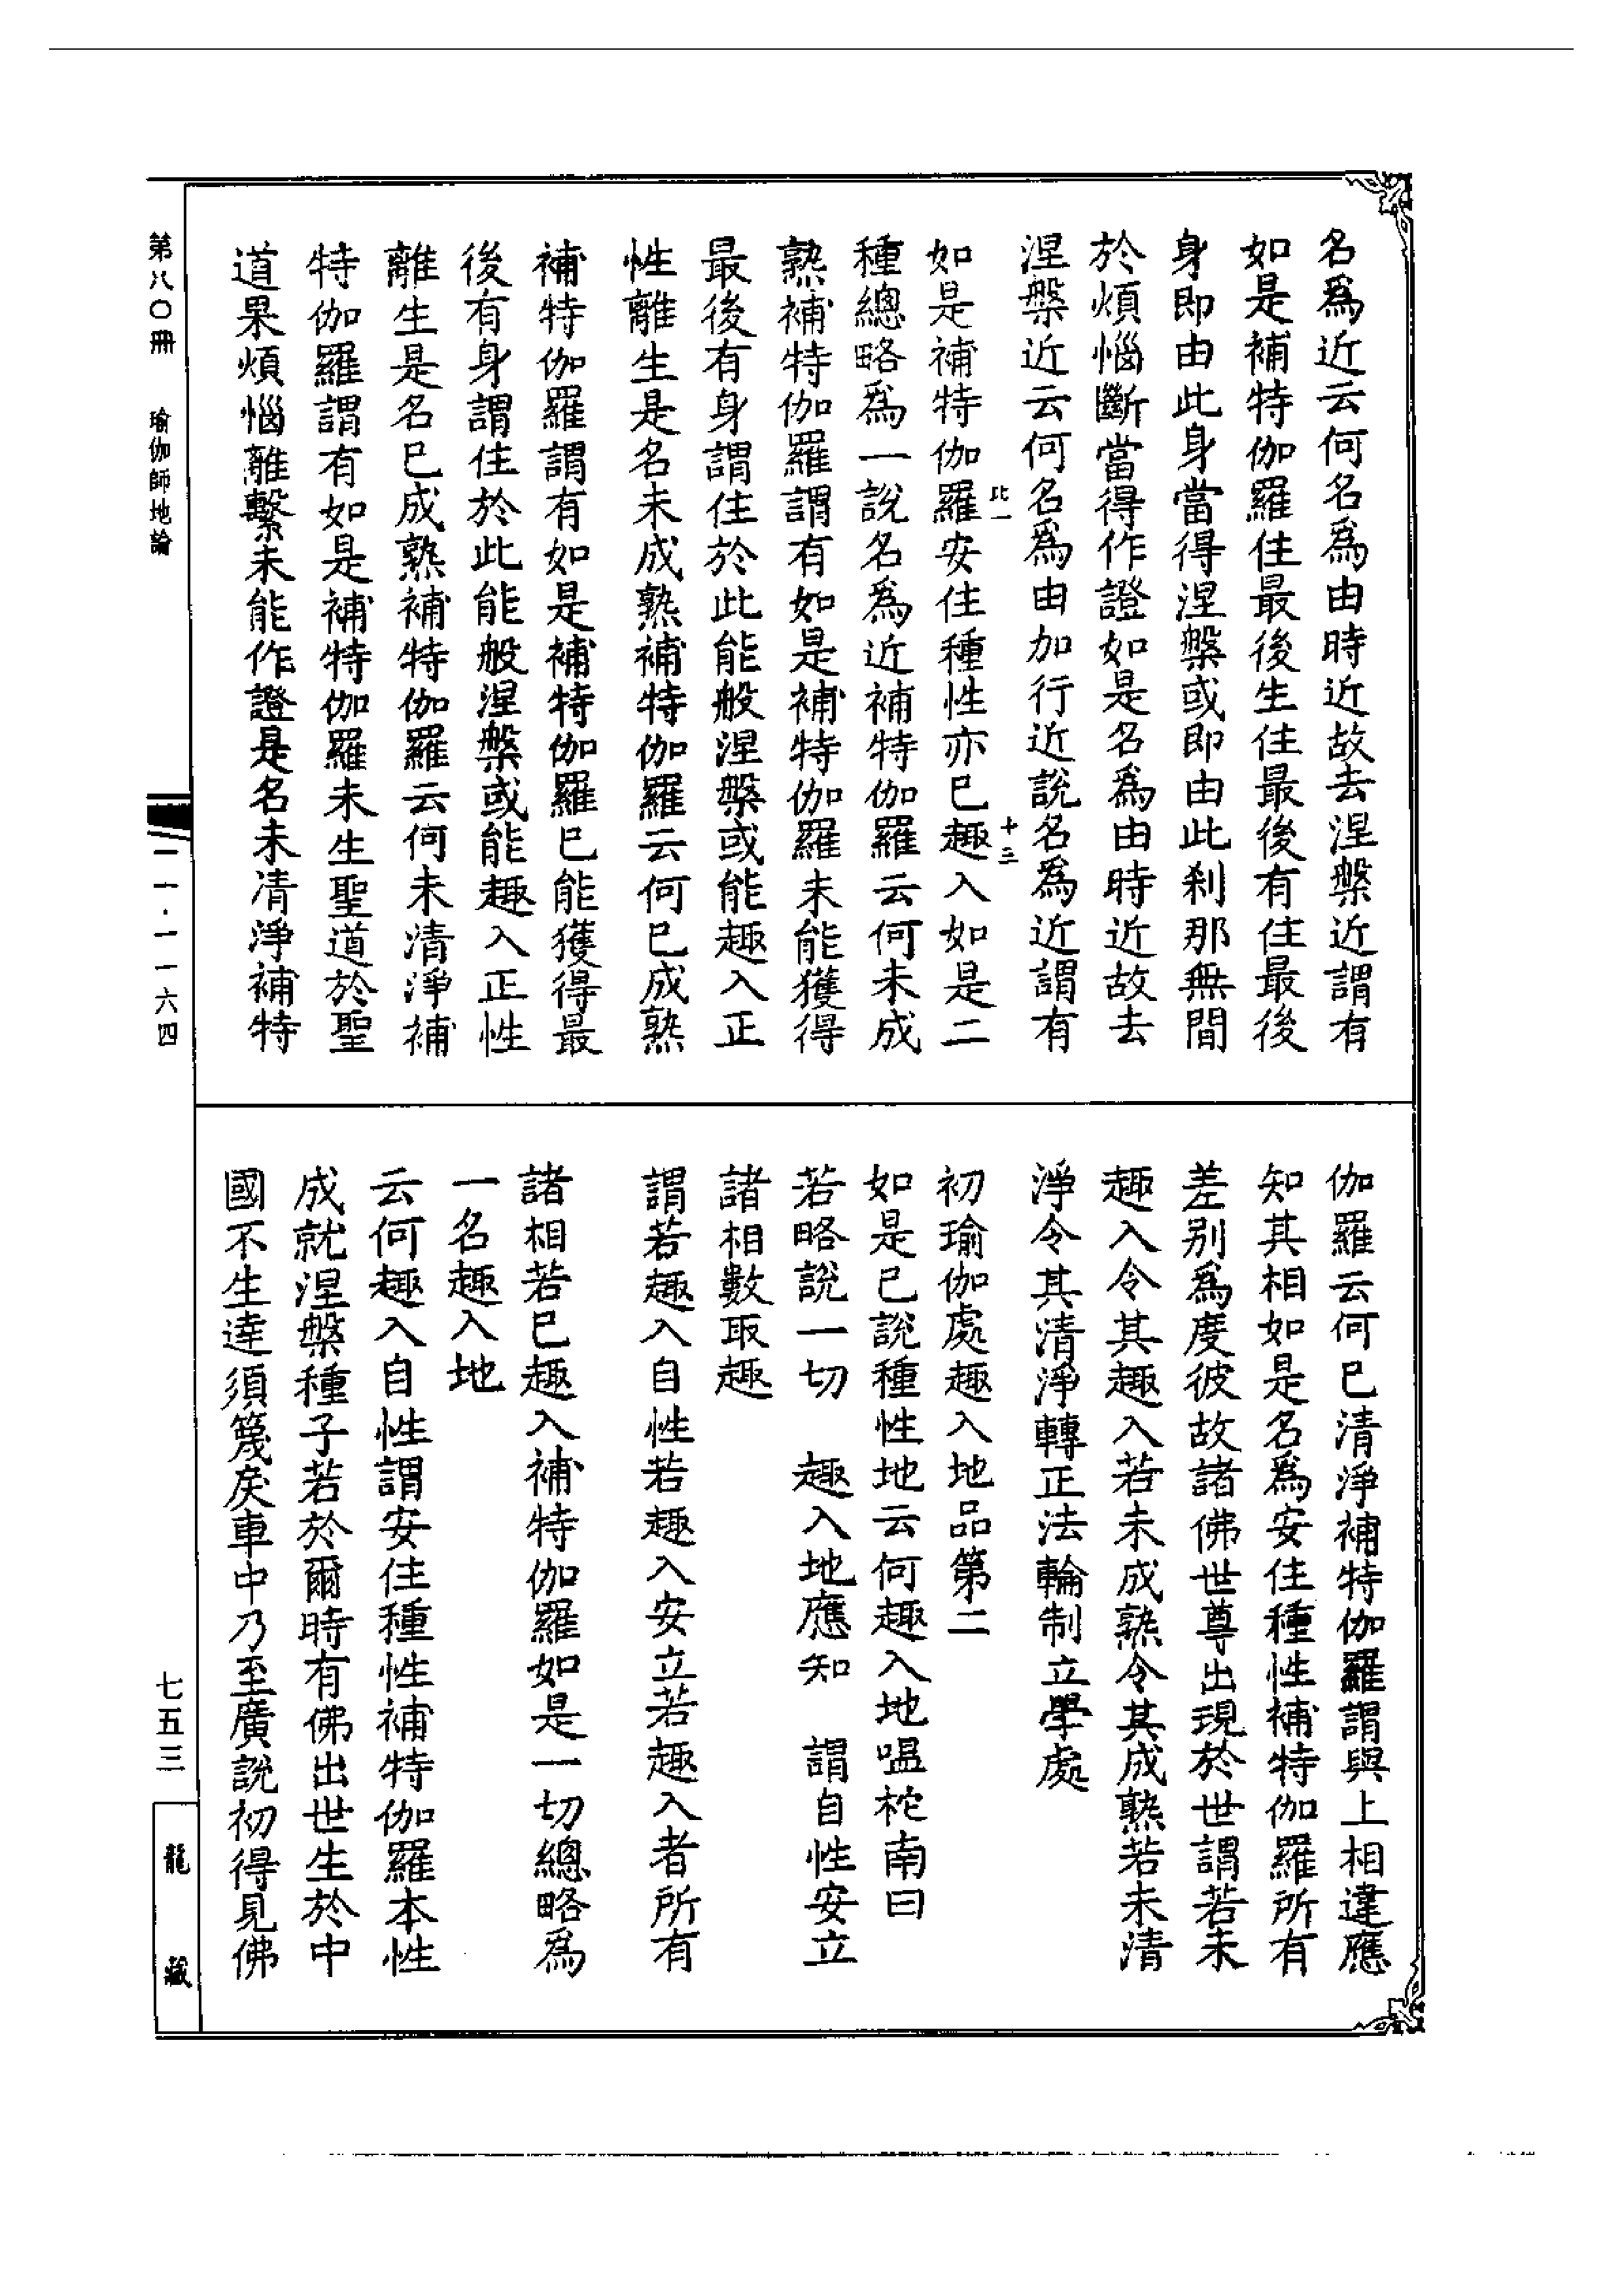 名爲近云何名爲由時近故去涅槃近謂有
如是補特伽羅住最後生住最後有住最後
身即由此身當得涅槃或即由此刹那無間
於煩惱斷當得作證如是名爲由時近故去
涅槃近云何名爲由加行近說名爲近謂有
比一
十三
如是補特伽羅安住種性亦已趣入如是二
種總略爲一說名爲近補特伽羅云何未成
熟補特伽羅謂有如是補特伽羅未能獲得
最後有身謂住於此能般涅槃或能趣入正
性離生是名未成熟補特伽羅云何已成熟
補特伽羅謂有如是補特伽羅已能獲得最
後有身謂住於此能般涅槃或能趣入正性
離生是名已成熟補特伽羅云何未清淨補
特伽羅謂有如是補特伽羅未生聖道於聖
道果煩惱離繫未能作證是名未清淨補特
伽羅云何已清淨補特伽羅謂與上相違應
知其相如是名爲安住種性補特伽羅所有
差別爲度彼故諸佛世尊出現於世謂若未
趣入令其趣入若未成熟令其成熟若未清
淨令其清淨轉正法輪制立學處
初瑜伽處趣入地品第二
如是已說種性地云何趣入地嗢柁南曰
若略說一切 趣入地應知 謂自性安立
諸相數取趣
謂若趣入自性若趣入安立若趣入者所有
諸相若已趣入補特伽羅如是一切總略爲
一名趣入地
云何趣入自性謂安住種性補特伽羅本性
成就涅槃種子若於爾時有佛出世生於中
國不生達須篾戾車中乃至廣說初得見佛
第八〇冊 瑜伽師地論
一一·一一六四
七五三
龍藏